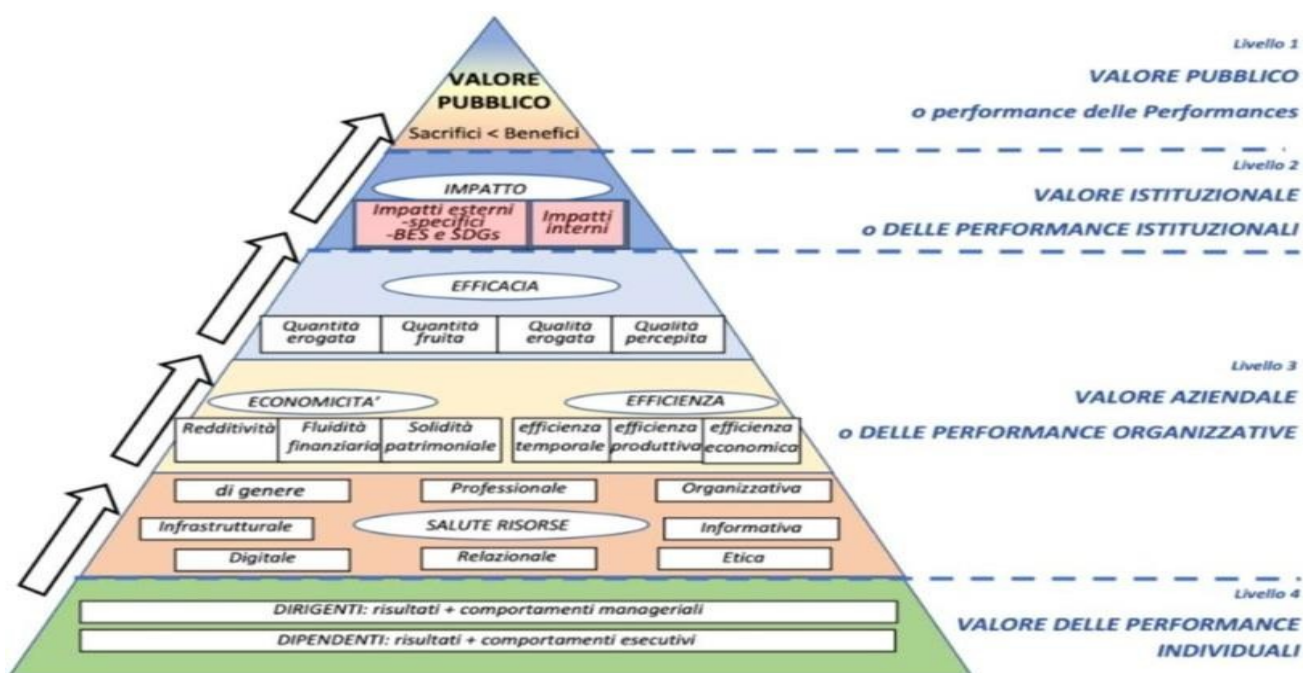 Livello 1
VALORE PUBBLICO
o performance delle Performances
VALORE
PUBBLICO
Sacrifici < Benefici
Livello 2
VALORE ISTITUZIONALE
o DELLE PERFORMANCE ISTITUZIONALI
IMPATTO
Impatti esterni
-specifici
-BES e SDGs
Impatti
interni
EFFICACIA
Quantità
erogata
Quantità
fruita
Qualità
erogata
Qualità
percepita
Livello 3
VALORE AZIENDALE
o DELLE PERFORMANCE ORGANIZZATIVE
ECONOMICITA'
Redditività
Fluidità
finanziaria
Solidità
patrimoniale
EFFICIENZA
efficienza
temporale
efficienza
produttiva
efficienza
economica
di genere
Professionale
Organizzativa
Infrastrutturale
SALUTE RISORSE
Informativa
Digitale
Relazionale
Etica
Livello 4
VALORE DELLE PERFORMANCE
INDIVIDUALI
DIRIGENTI: risultati + comportamenti manageriali
DIPENDENTI: risultati + comportamenti esecutivi